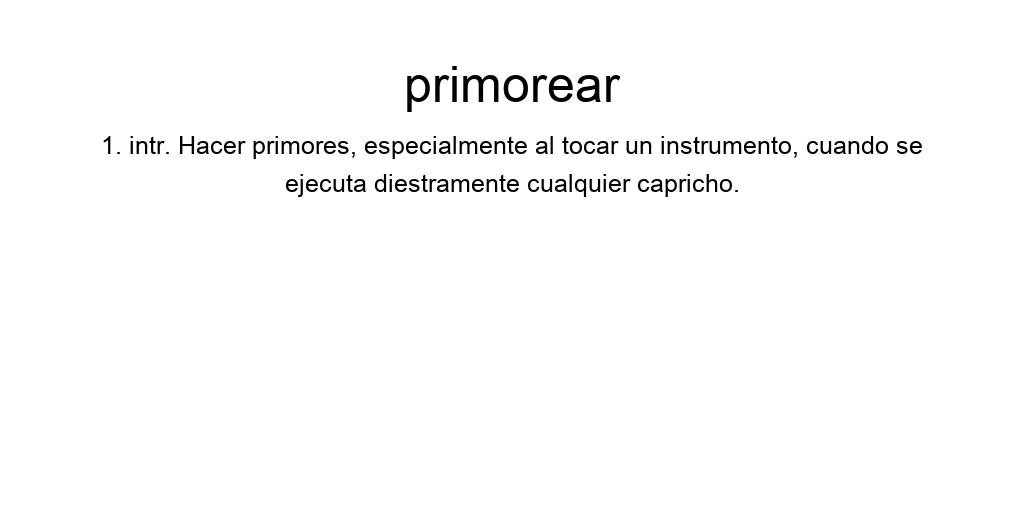 primorear
1. intr. Hacer primores, especialmente al tocar un instrumento, cuando se
ejecuta diestramente cualquier capricho.